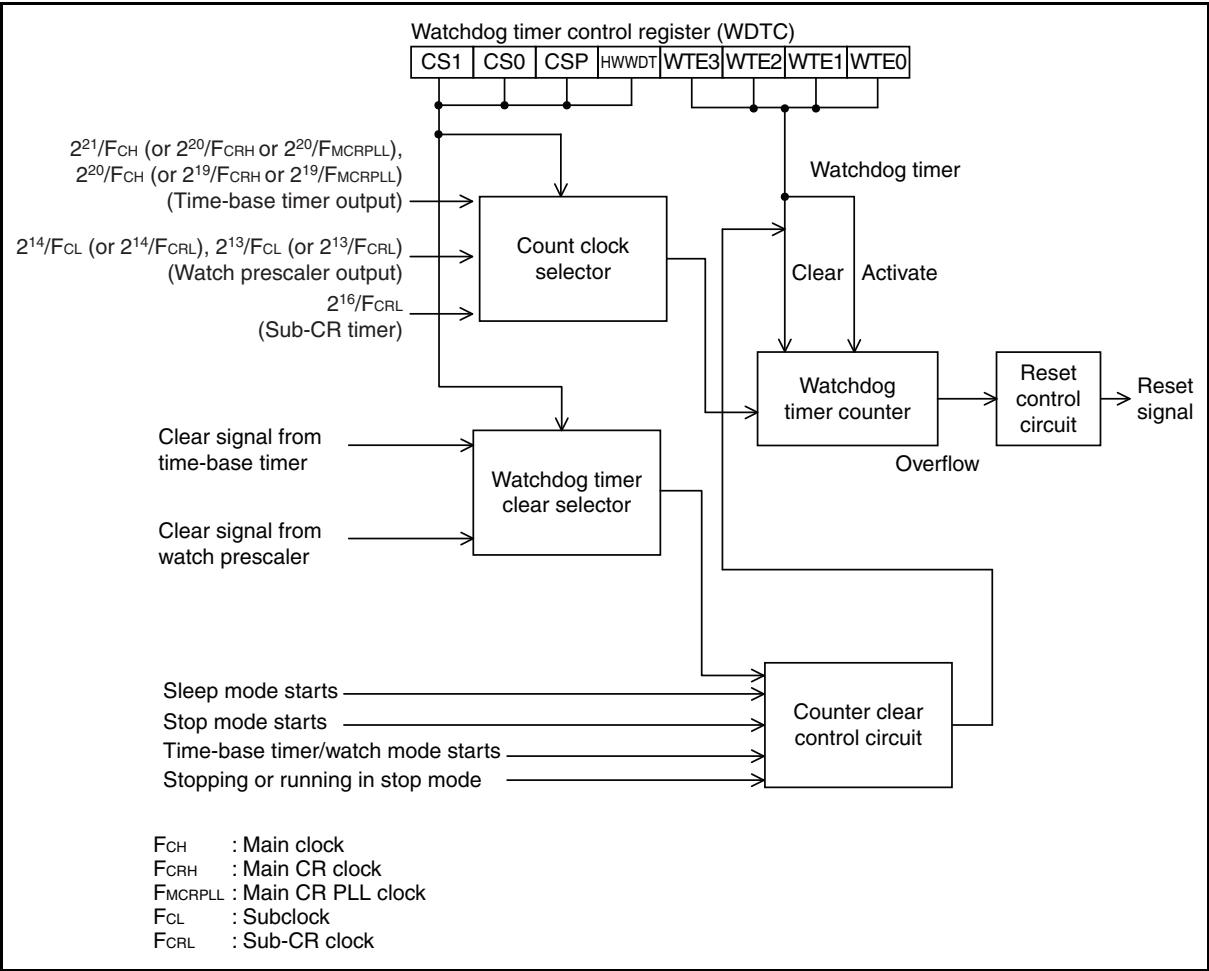 Watchdog timer control register (WDTC)
CS1 CS0 CSP HWWDT WTE3 WTE2 WTE1 WTE0
2²¹/FCH (or 2²⁰/FCRH or 2²⁰/FMCRPLL),
2²⁰/FCH (or 2¹⁹/FCRH or 2¹⁹/FMCRPLL)
(Time-base timer output)
2¹⁴/FCL (or 2¹⁴/FCRL), 2¹³/FCL (or 2¹³/FCRL)
(Watch prescaler output)
2¹⁶/FCRL
(Sub-CR timer)
Count clock
selector
Watchdog timer
Clear
Activate
Watchdog
timer counter
Reset
control
circuit
Reset
signal
Overflow
Clear signal from
time-base timer
Clear signal from
watch prescaler
Watchdog timer
clear selector
Sleep mode starts
Stop mode starts
Time-base timer/watch mode starts
Stopping or running in stop mode
Counter clear
control circuit
FCH : Main clock
FCRH : Main CR clock
FMCRPLL : Main CR PLL clock
FCL : Subclock
FCRL : Sub-CR clock